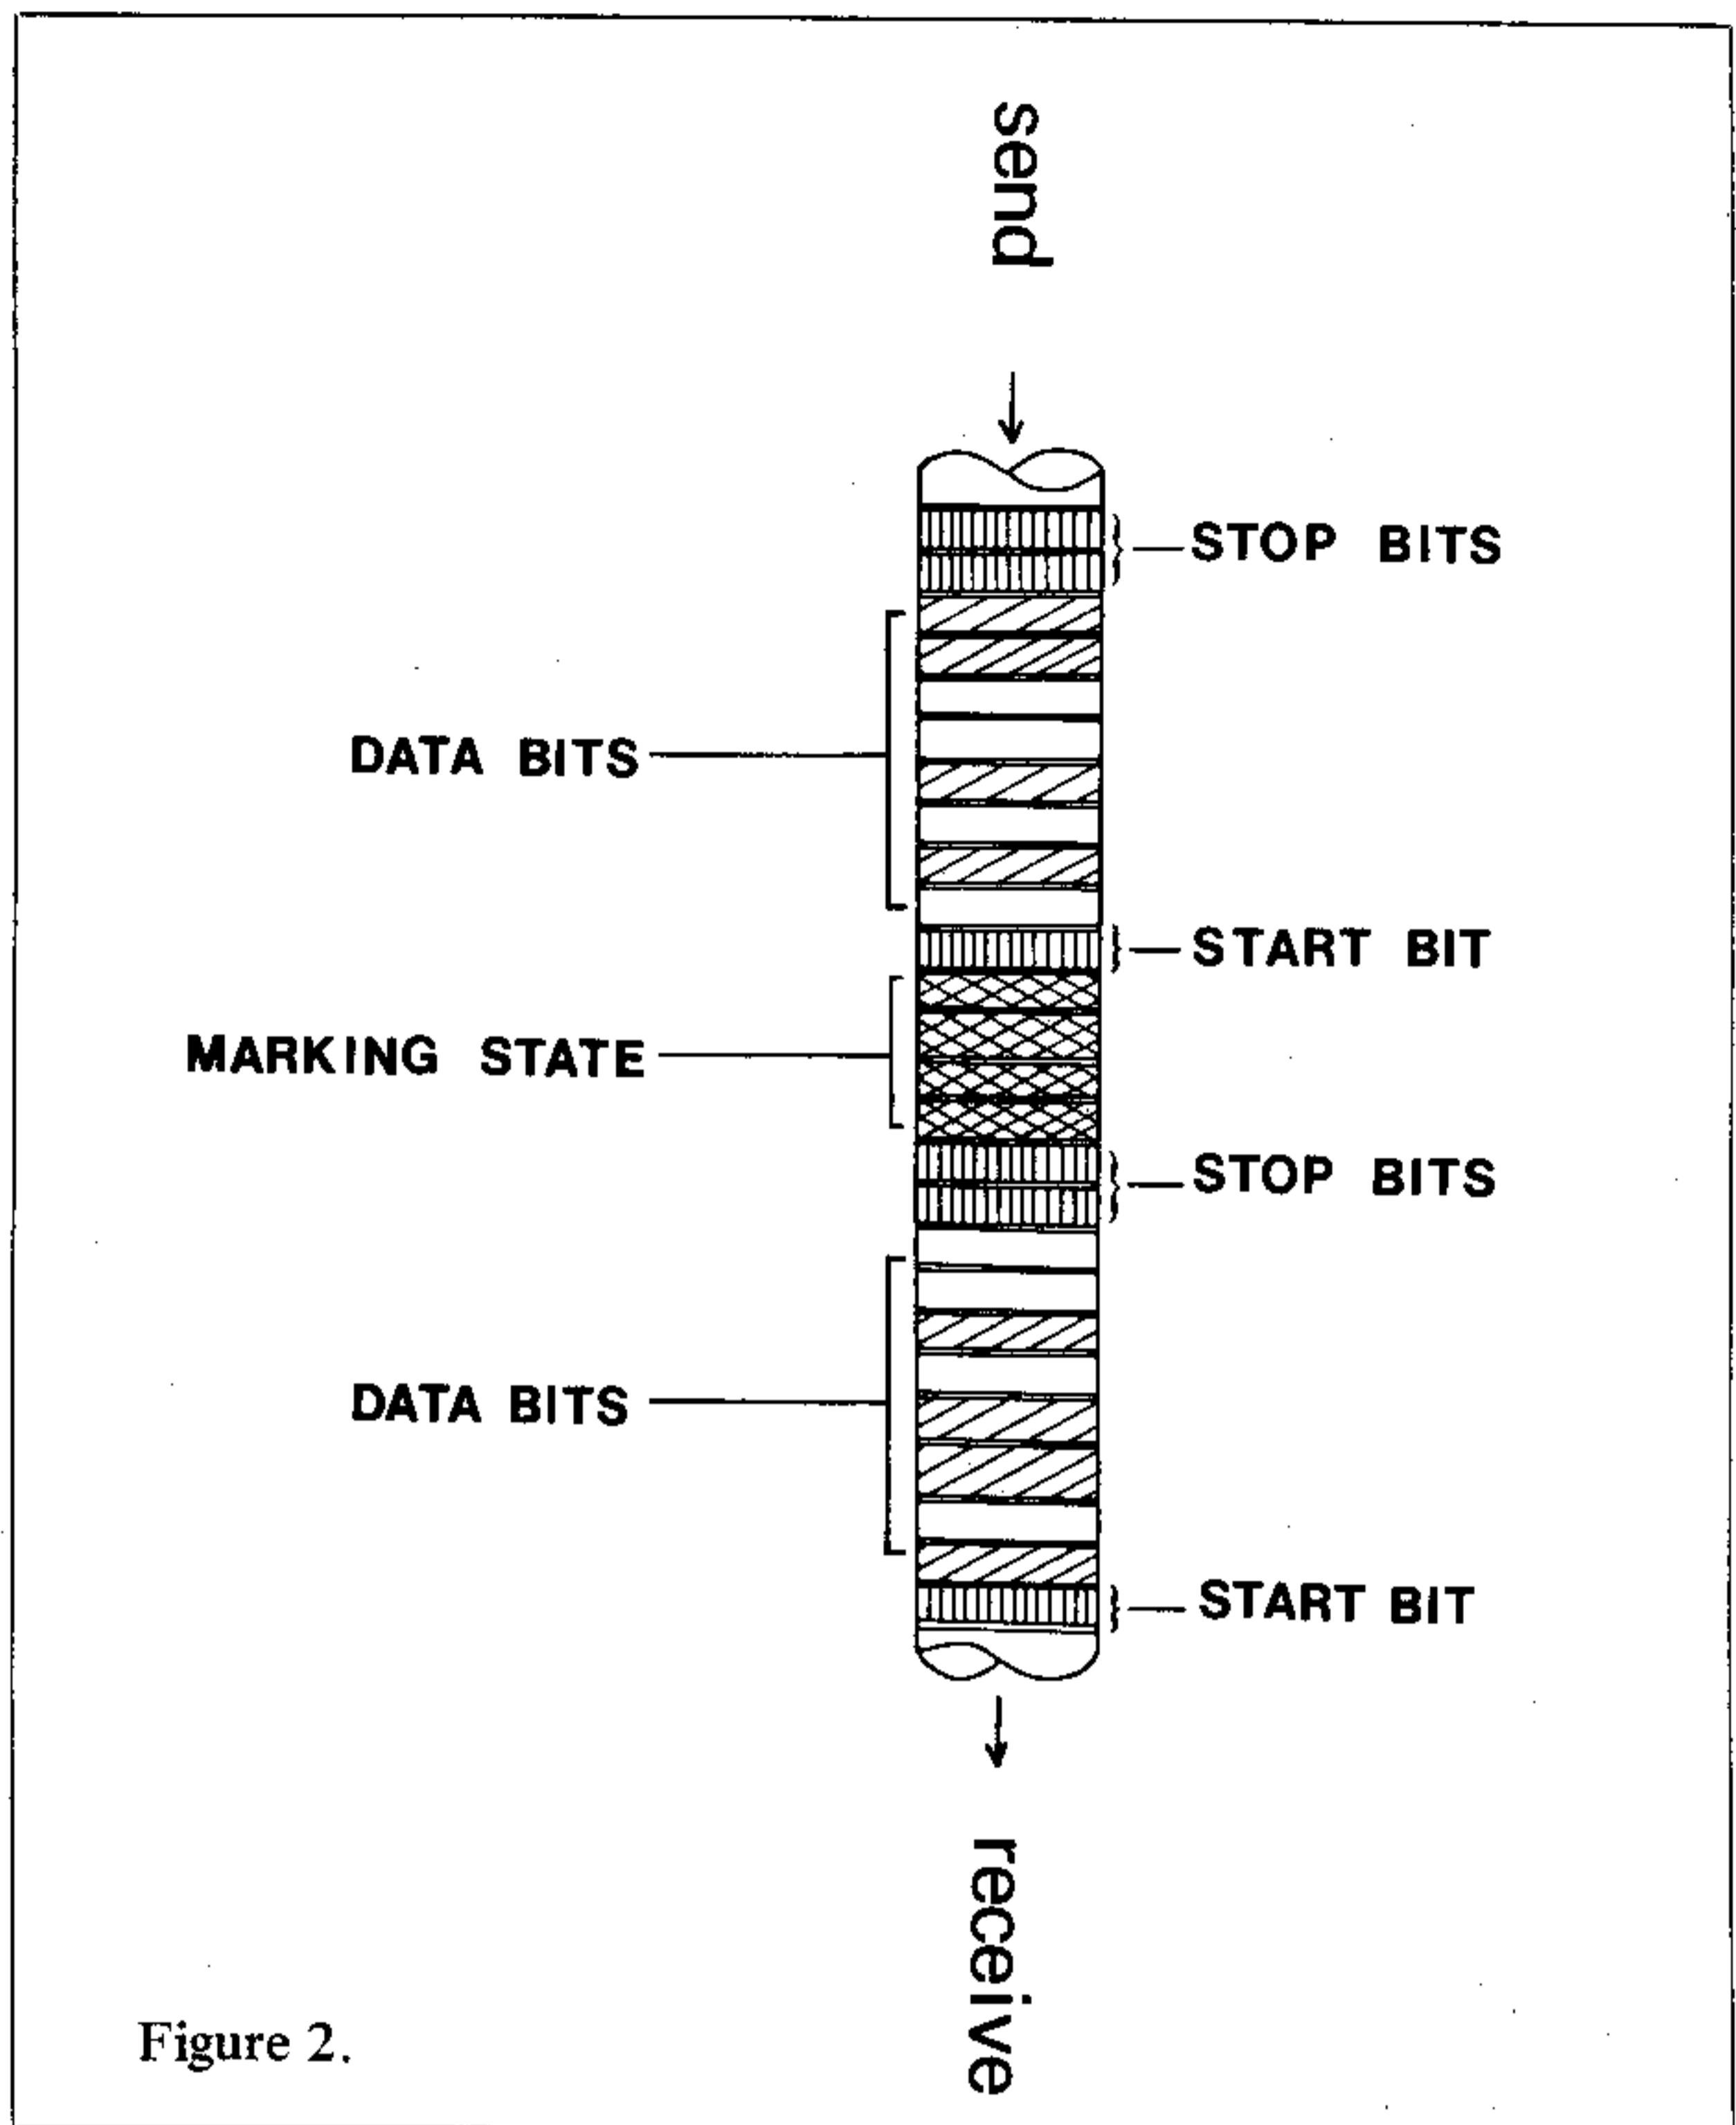 send
STOP BITS
DATA BITS
START BIT
MARKING STATE
STOP BITS
DATA BITS
START BIT
receive
Figure 2.